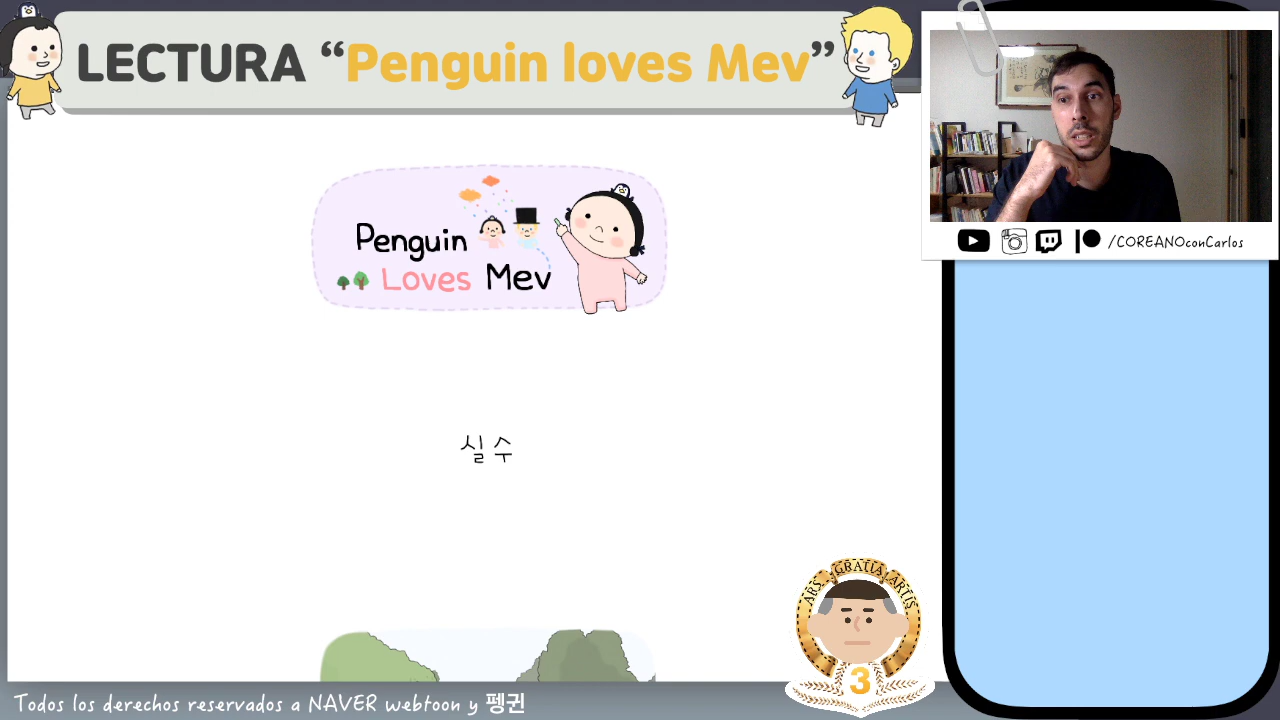 LECTURA “Penguin loves Mev”
/COREANOconCarlos
Penguin
Loves Mev
실수
ARS GRATIA ARTIS
3
Todos los derechos reservados a NAVER webtoon y 펭귄